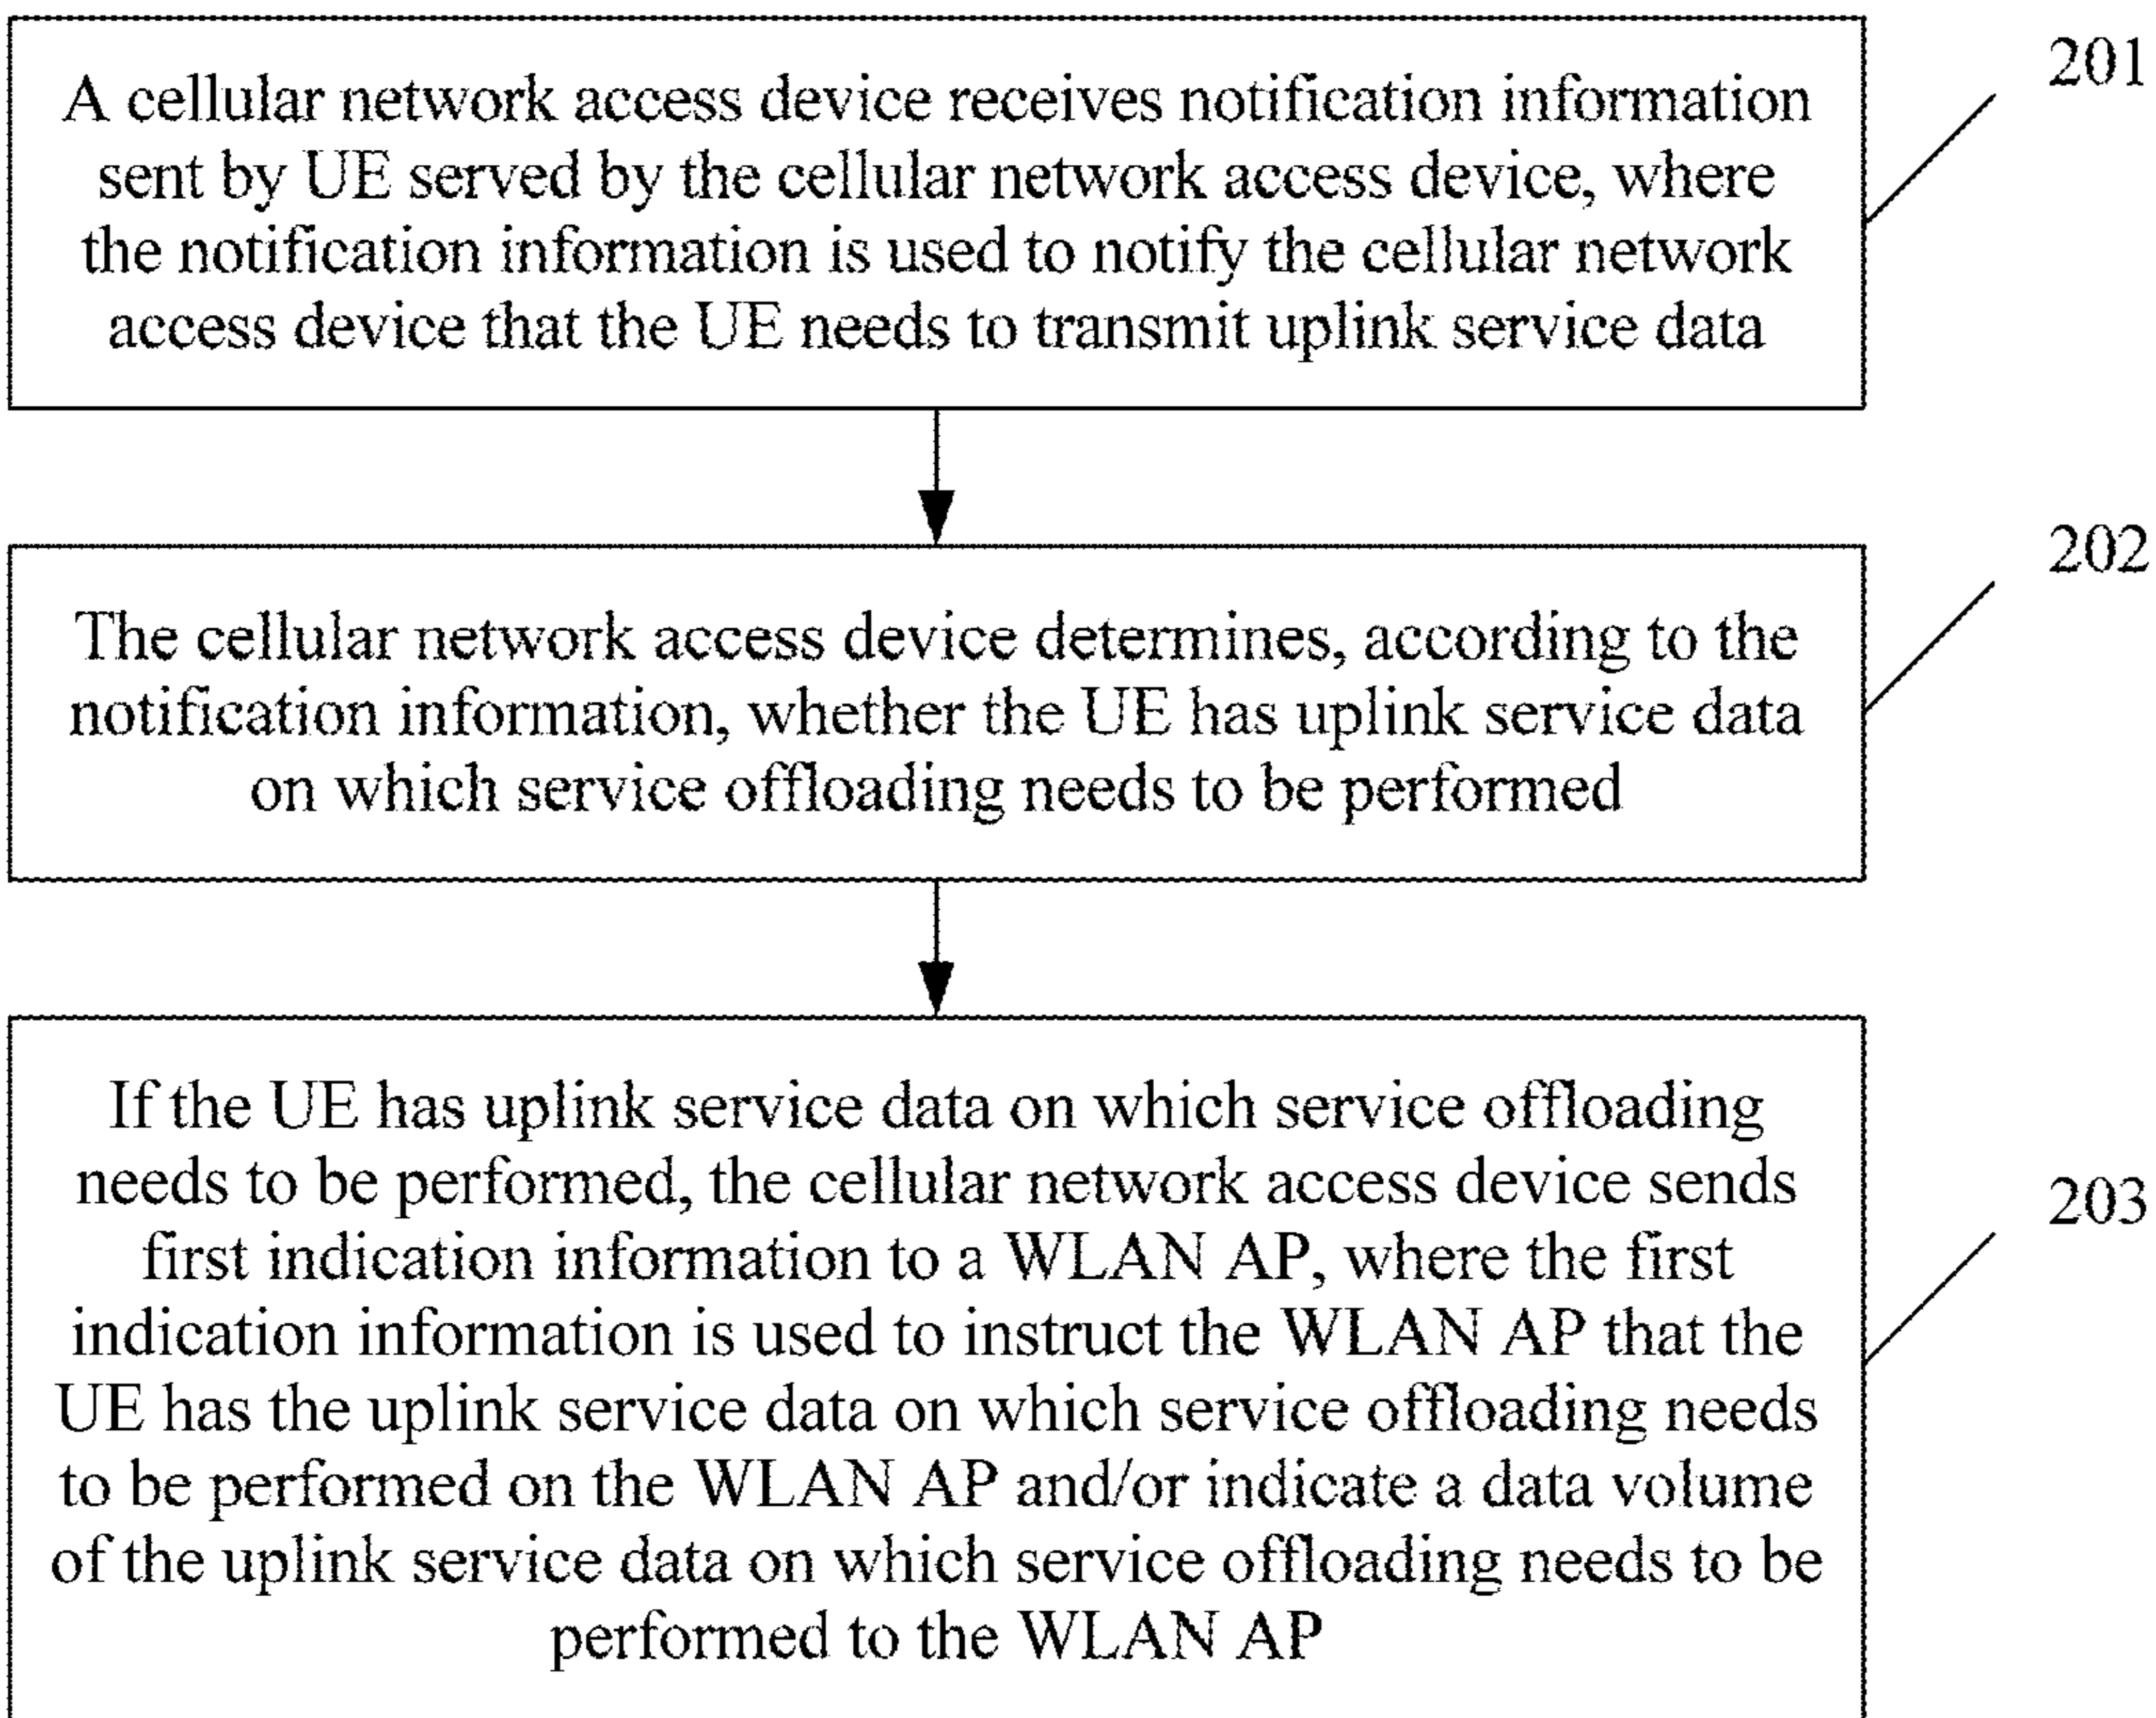 A cellular network access device receives notification information
sent by UE served by the cellular network access device, where
the notification information is used to notify the cellular network
access device that the UE needs to transmit uplink service data
201
The cellular network access device determines, according to the
notification information, whether the UE has uplink service data
on which service offloading needs to be performed
202
If the UE has uplink service data on which service offloading
needs to be performed, the cellular network access device sends
first indication information to a WLAN AP, where the first
indication information is used to instruct the WLAN AP that the
UE has the uplink service data on which service offloading needs
to be performed on the WLAN AP and/or indicate a data volume
of the uplink service data on which service offloading needs to be
performed to the WLAN AP
203